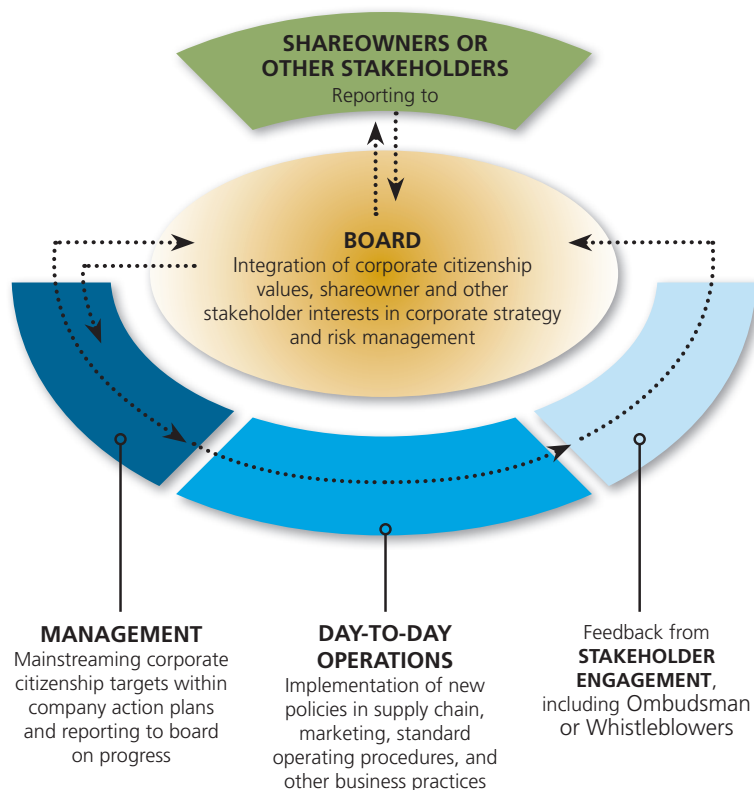 SHAREOWNERS OR
OTHER STAKEHOLDERS
Reporting to
BOARD
Integration of corporate citizenship
values, shareowner and other
stakeholder interests in corporate strategy
and risk management
MANAGEMENT
Mainstreaming corporate
citizenship targets within
company action plans
and reporting to board
on progress
DAY-TO-DAY
OPERATIONS
Implementation of new
policies in supply chain,
marketing, standard
operating procedures, and
other business practices
Feedback from
STAKEHOLDER
ENGAGEMENT,
including Ombudsman
or Whistleblowers